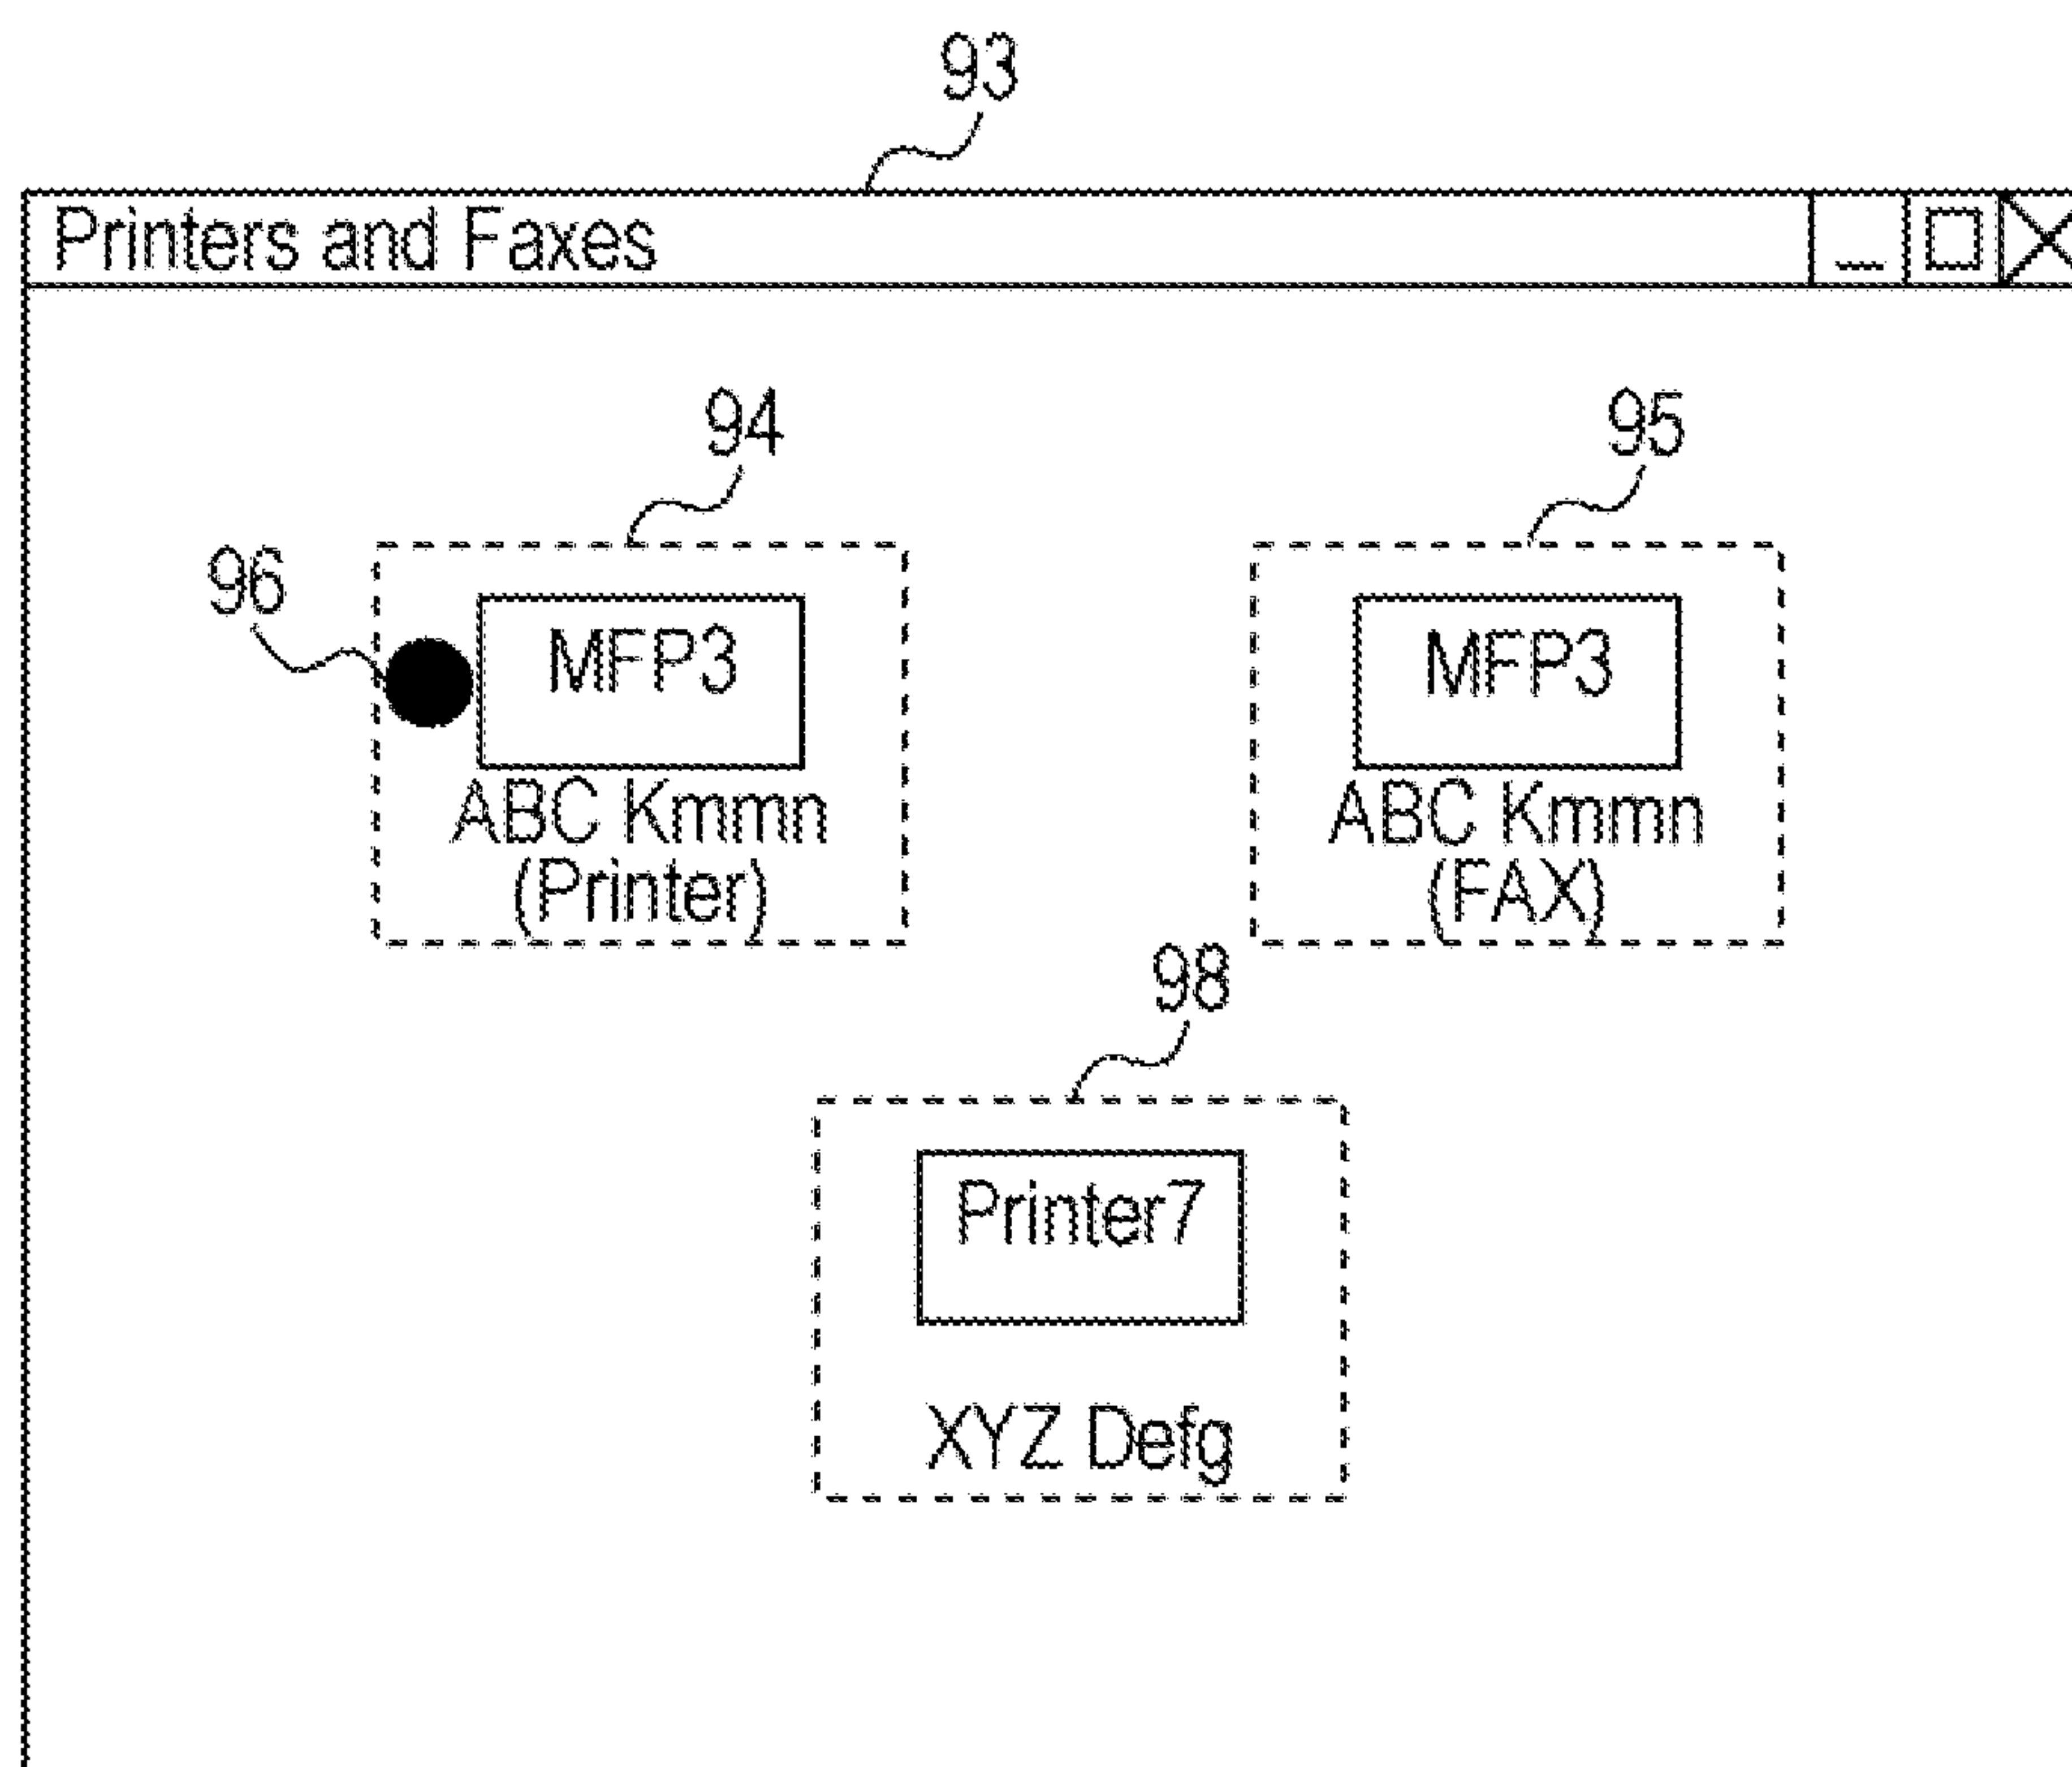 93
Printers and Faxes
94
95
96
MFP3
MFP3
ABC Kmmn
(Printer)
ABC Kmmn
(FAX)
98
Printer7
XYZ Defg